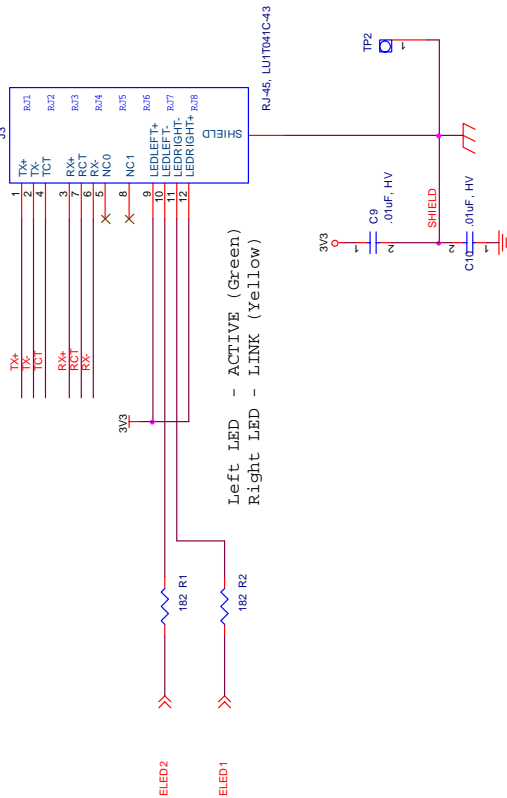 J3
1 TX+ RJ1
2 TX- RJ2
4 TCT
3 RX+ RJ3
7 RCT
6 RX- RJ4
5 NC0 RJ5
8 NC1 RJ6
9 LEDLEFT+ RJ7
10 LEDLEFT- RJ8
11 LEDRIGHT-
12 LEDRIGHT+
SHIELD
RJ-45, LU1T041C-43
TX+
TX-
TCT
RX+
RCT
RX-
3V3
Left LED - ACTIVE (Green)
Right LED - LINK (Yellow)
182 R1
182 R2
ELED2
ELED1
TP2
1
3V3
1
2
C9
.01uF, HV
SHIELD
2
1
C10
.01uF, HV